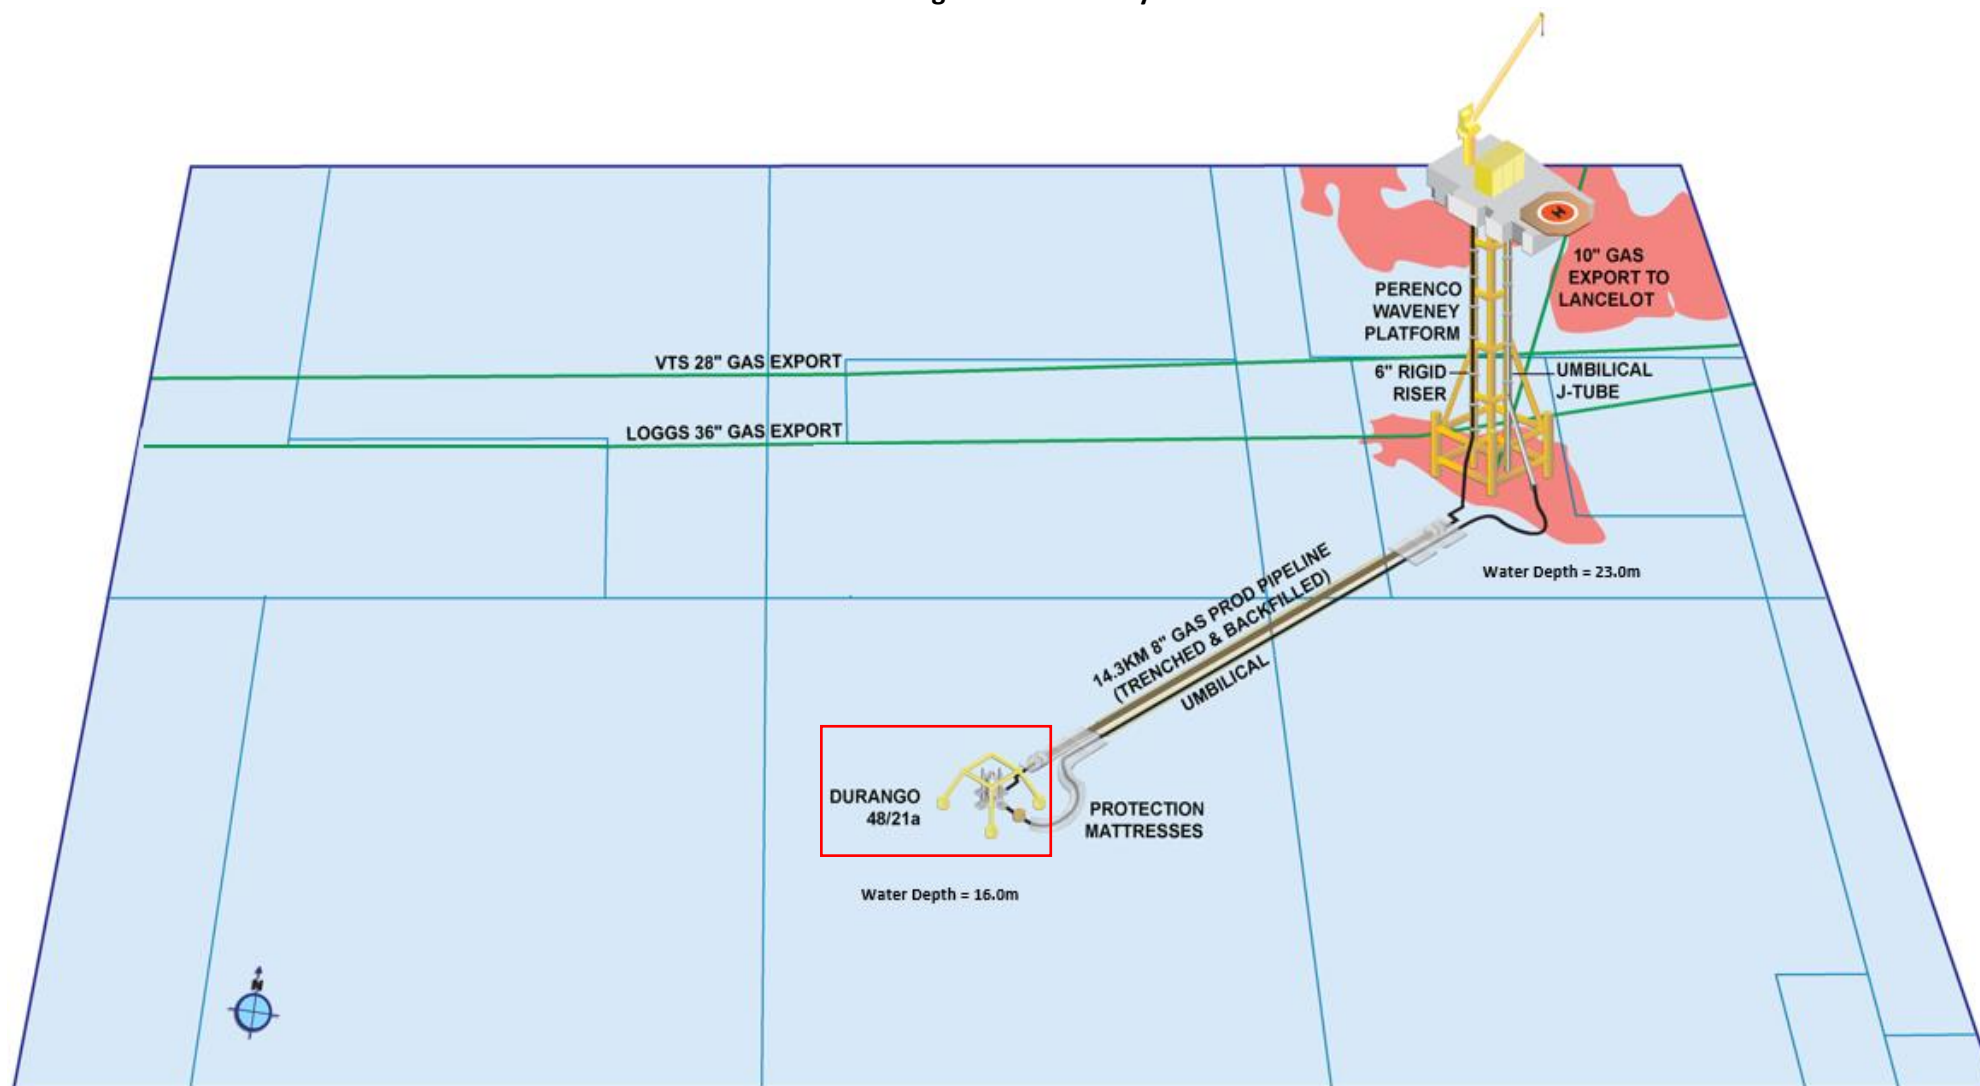 10" GAS
EXPORT TO
LANCELOT
PERENCO
WAVENEY
PLATFORM
VTS 28" GAS EXPORT
6" RIGID
RISER
UMBILICAL
J-TUBE
LOGGS 36" GAS EXPORT
Water Depth = 23.0m
14.3KM 8" GAS PROD PIPELINE
(TRENCHED & BACKFILLED)
UMBILICAL
DURANGO
48/21a
PROTECTION
MATTRESSES
Water Depth = 16.0m
N
H